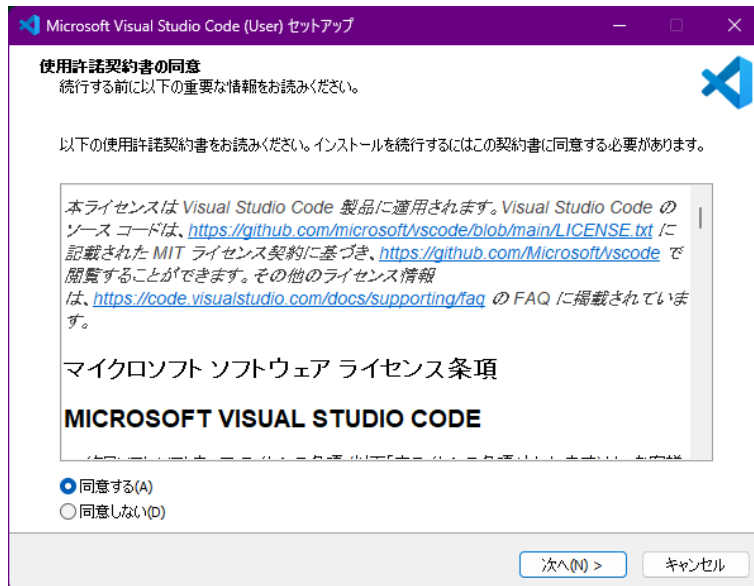 Microsoft Visual Studio Code (User) セットアップ
使用許諾契約書の同意
続行する前に以下の重要な情報をお読みください。
以下の使用許諾契約書をお読みください。インストールを続行するにはこの契約書に同意する必要があります。
本ライセンスは Visual Studio Code 製品に適用されます。Visual Studio Code の
ソース コードは、https://github.com/microsoft/vscode/blob/main/LICENSE.txt に
記載された MIT ライセンス契約に基づき、https://github.com/Microsoft/vscode で
閲覧することができます。その他のライセンス情報
は、https://code.visualstudio.com/docs/supporting/faq の FAQ に掲載されていま
す。
マイクロソフト ソフトウェア ライセンス条項
MICROSOFT VISUAL STUDIO CODE
同意する(A)
同意しない(D)
次へ(N) >
キャンセル